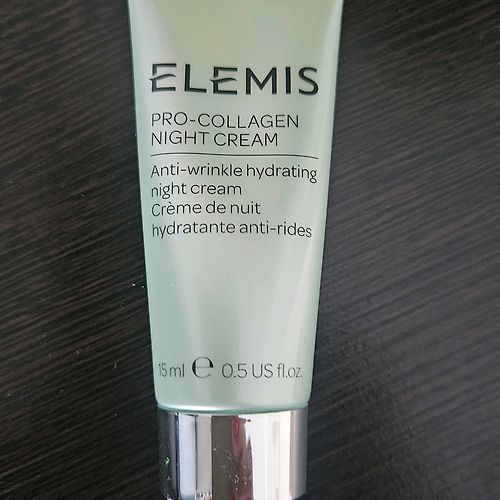 ELEMIS
PRO-COLLAGEN
NIGHT CREAM
Anti-wrinkle hydrating
night cream
Crème de nuit
hydratante anti-rides
15 ml ℮ 0.5 US fl.oz.